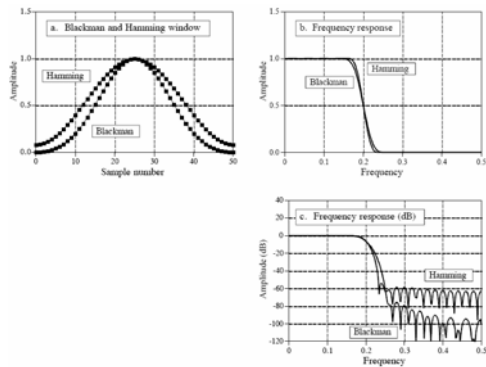 a. Blackman and Hamming window
Hamming
Blackman
Amplitude
1.5
1.0
0.5
0.0
0 10 20 30 40 50
Sample number
b. Frequency response
Blackman
Hamming
Amplitude
1.5
1.0
0.5
0.0
0 0.1 0.2 0.3 0.4 0.5
Frequency
c. Frequency response (dB)
Hamming
Blackman
Amplitude (dB)
40
20
0
-20
-40
-60
-80
-100
-120
0 0.1 0.2 0.3 0.4 0.5
Frequency